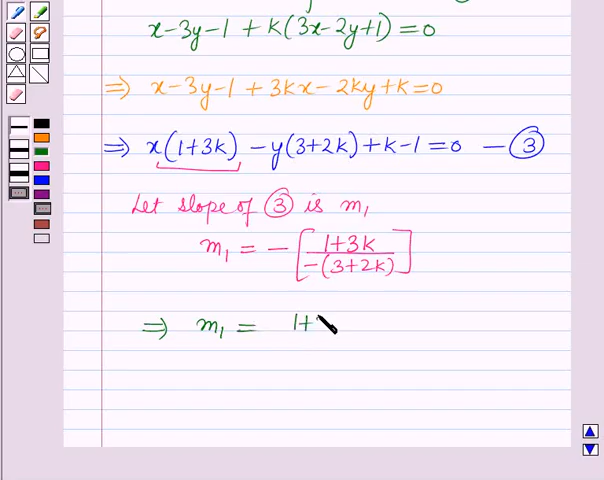 x-3y-1 + k(3x-2y+1) = 0
⇒ x-3y-1 + 3kx - 2ky + k = 0
⇒ x(1+3k) - y(3+2k) + k-1 = 0 - ③
Let slope of ③ is m₁
m₁ = - [ 1+3k / -(3+2k) ]
⇒ m₁ = 1+